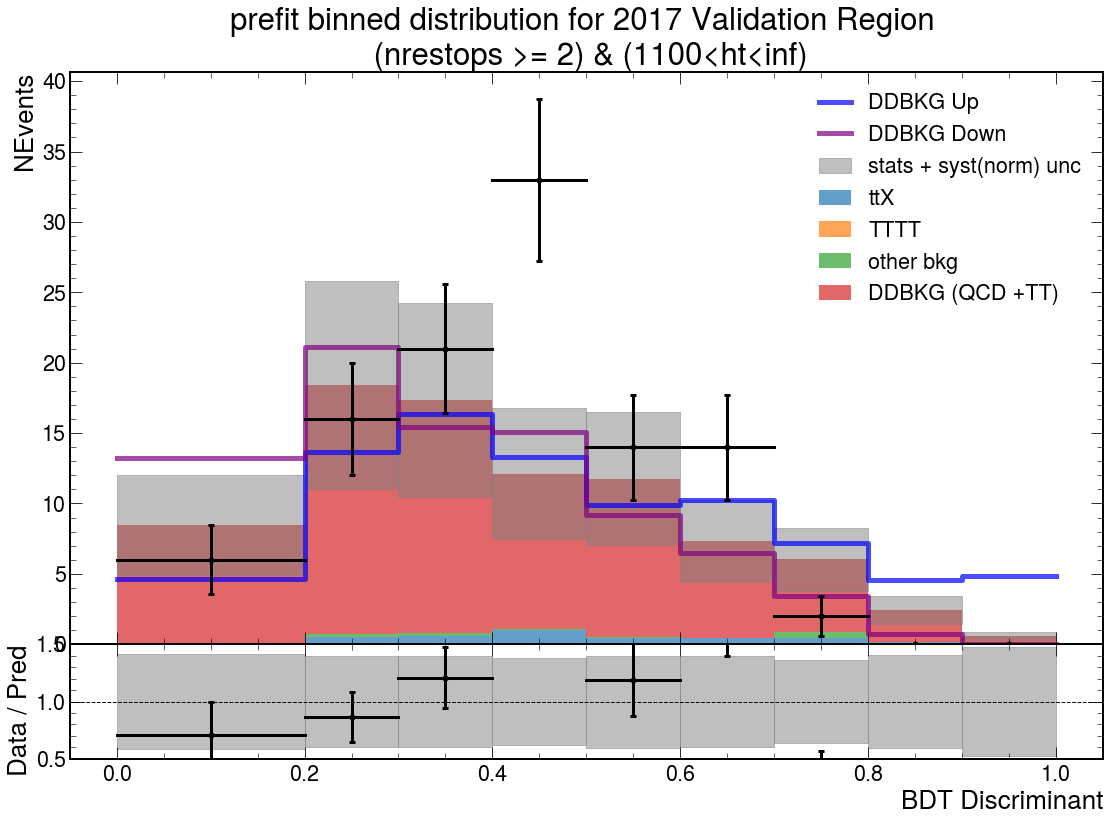 prefit binned distribution for 2017 Validation Region
(nrestops >= 2) & (1100<ht<inf)
NEvents
40
35
30
25
20
15
10
5
0
DDBKG Up
DDBKG Down
stats + syst(norm) unc
ttX
TTTT
other bkg
DDBKG (QCD +TT)
Data / Pred
1.5
1.0
0.5
0.0 0.2 0.4 0.6 0.8 1.0
BDT Discriminant